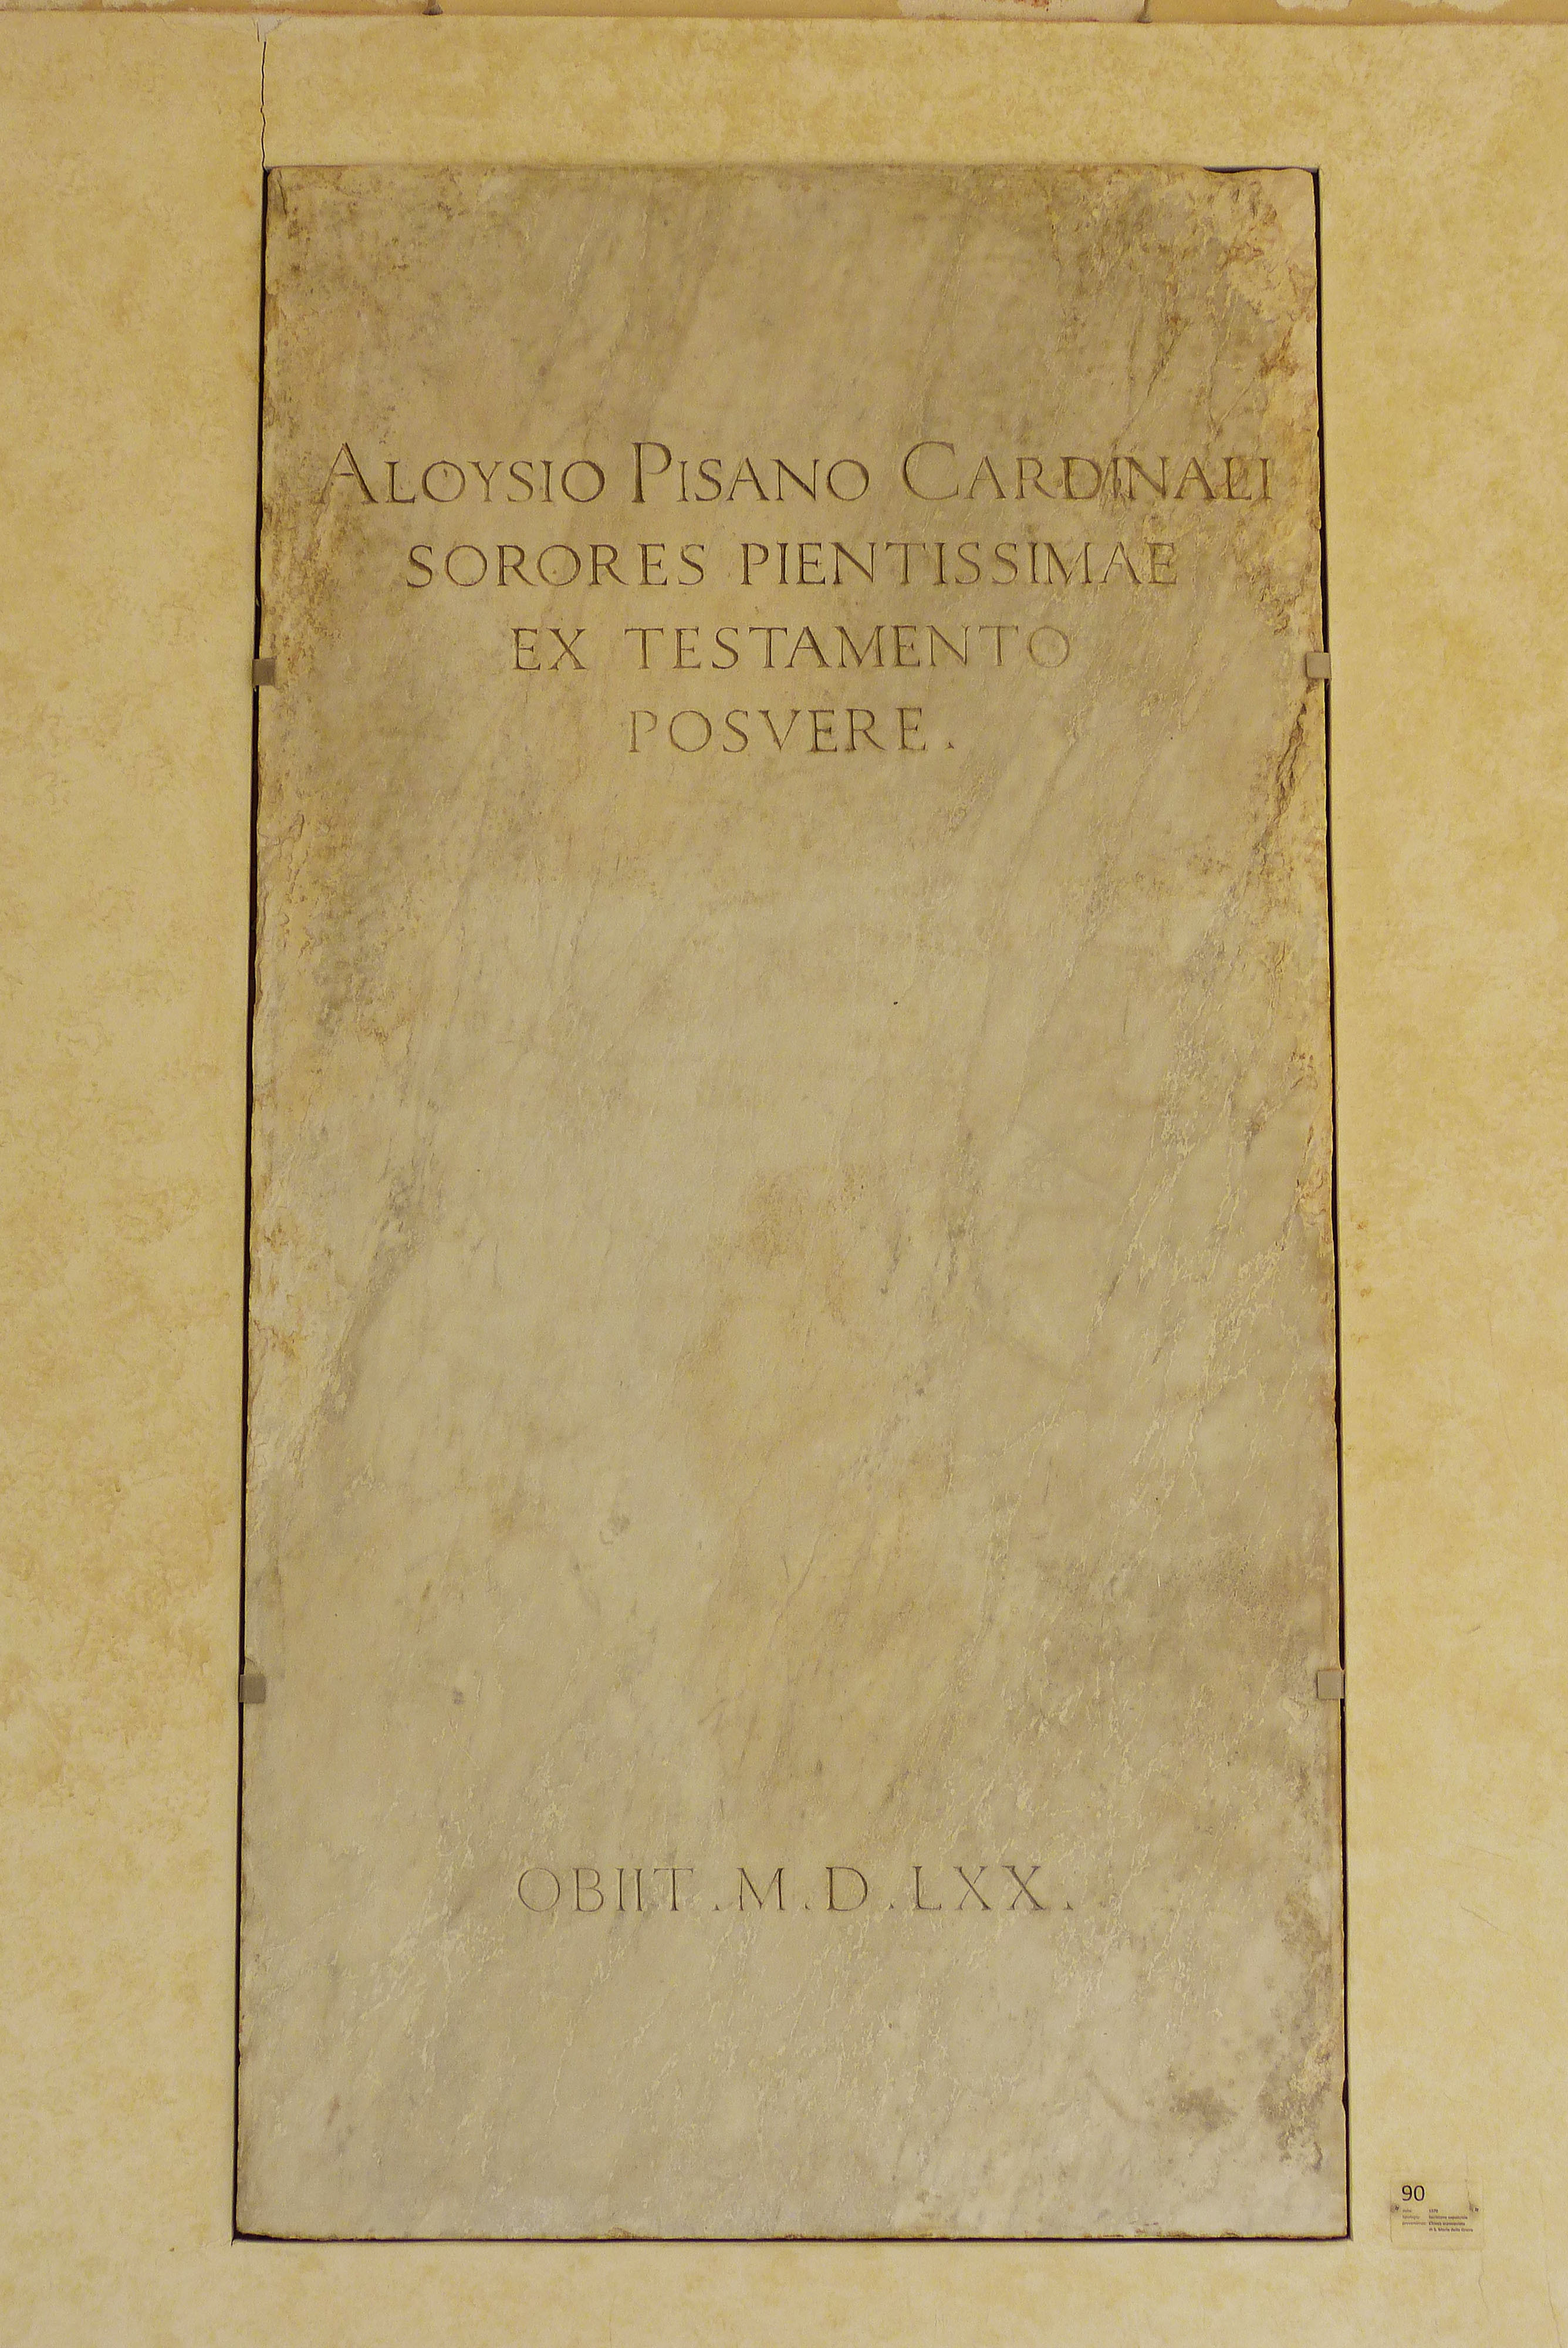 ALOYSIO PISANO CARDINALI
SORORES PIENTISSIMAE
EX TESTAMENTO
POSVERE.
OBIIT.M.D.LXX.
90